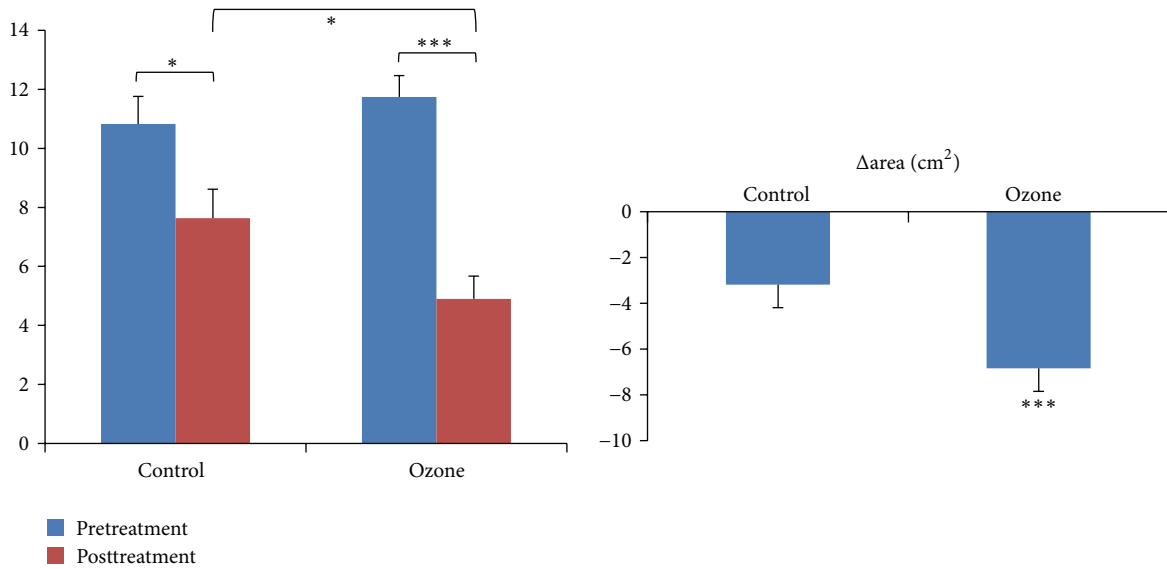 *
14
*
***
12
10
8
6
4
2
0
Control
Ozone
Pretreatment
Posttreatment
Δarea (cm²)
Control
Ozone
0
−2
−4
−6
−8
−10
***